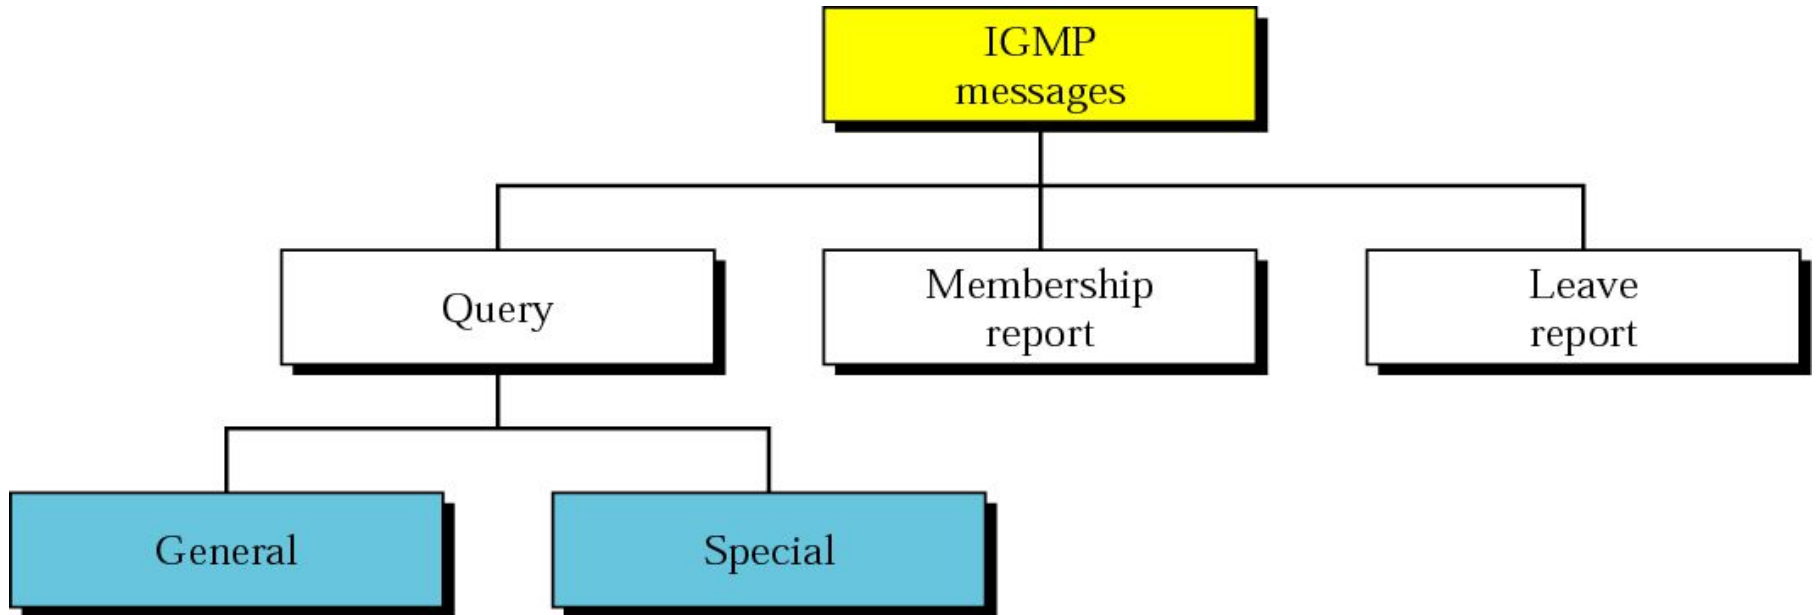 IGMP
messages
Query
Membership
report
Leave
report
General
Special